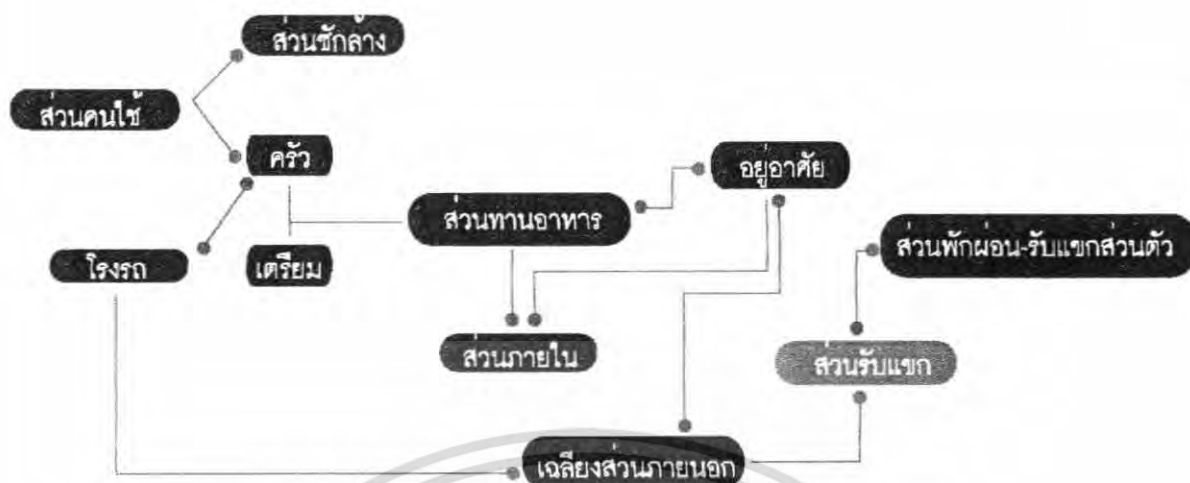 ส่วนซักล้าง
ส่วนคนใช้
ครัว
อยู่อาศัย
ส่วนทานอาหาร
ส่วนพักผ่อน-รับแขกส่วนตัว
โรงรถ
เตรียม
ส่วนภายใน
ส่วนรับแขก
เฉลียงส่วนภายนอก